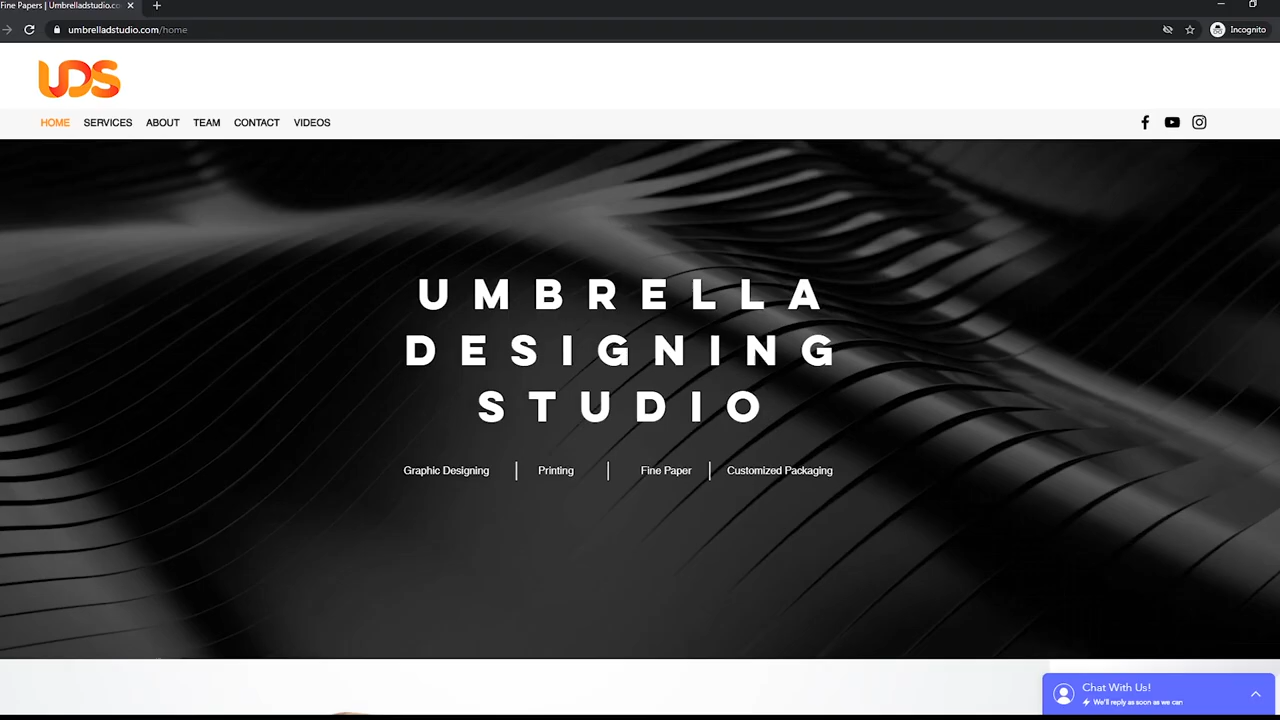 Fine Papers | Umbrelladstudio.co
umbrelladstudio.com/home
Incognito
UDS
HOME SERVICES ABOUT TEAM CONTACT VIDEOS
UMBRELLA
DESIGNING
STUDIO
Graphic Designing | Printing | Fine Paper | Customized Packaging
Chat With Us!
We'll reply as soon as we can